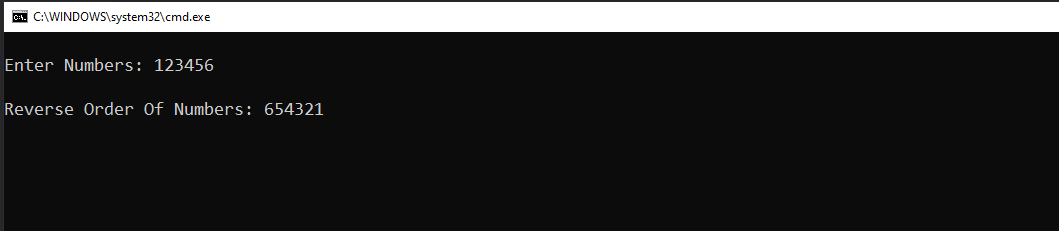 C:\WINDOWS\system32\cmd.exe
Enter Numbers: 123456
Reverse Order Of Numbers: 654321